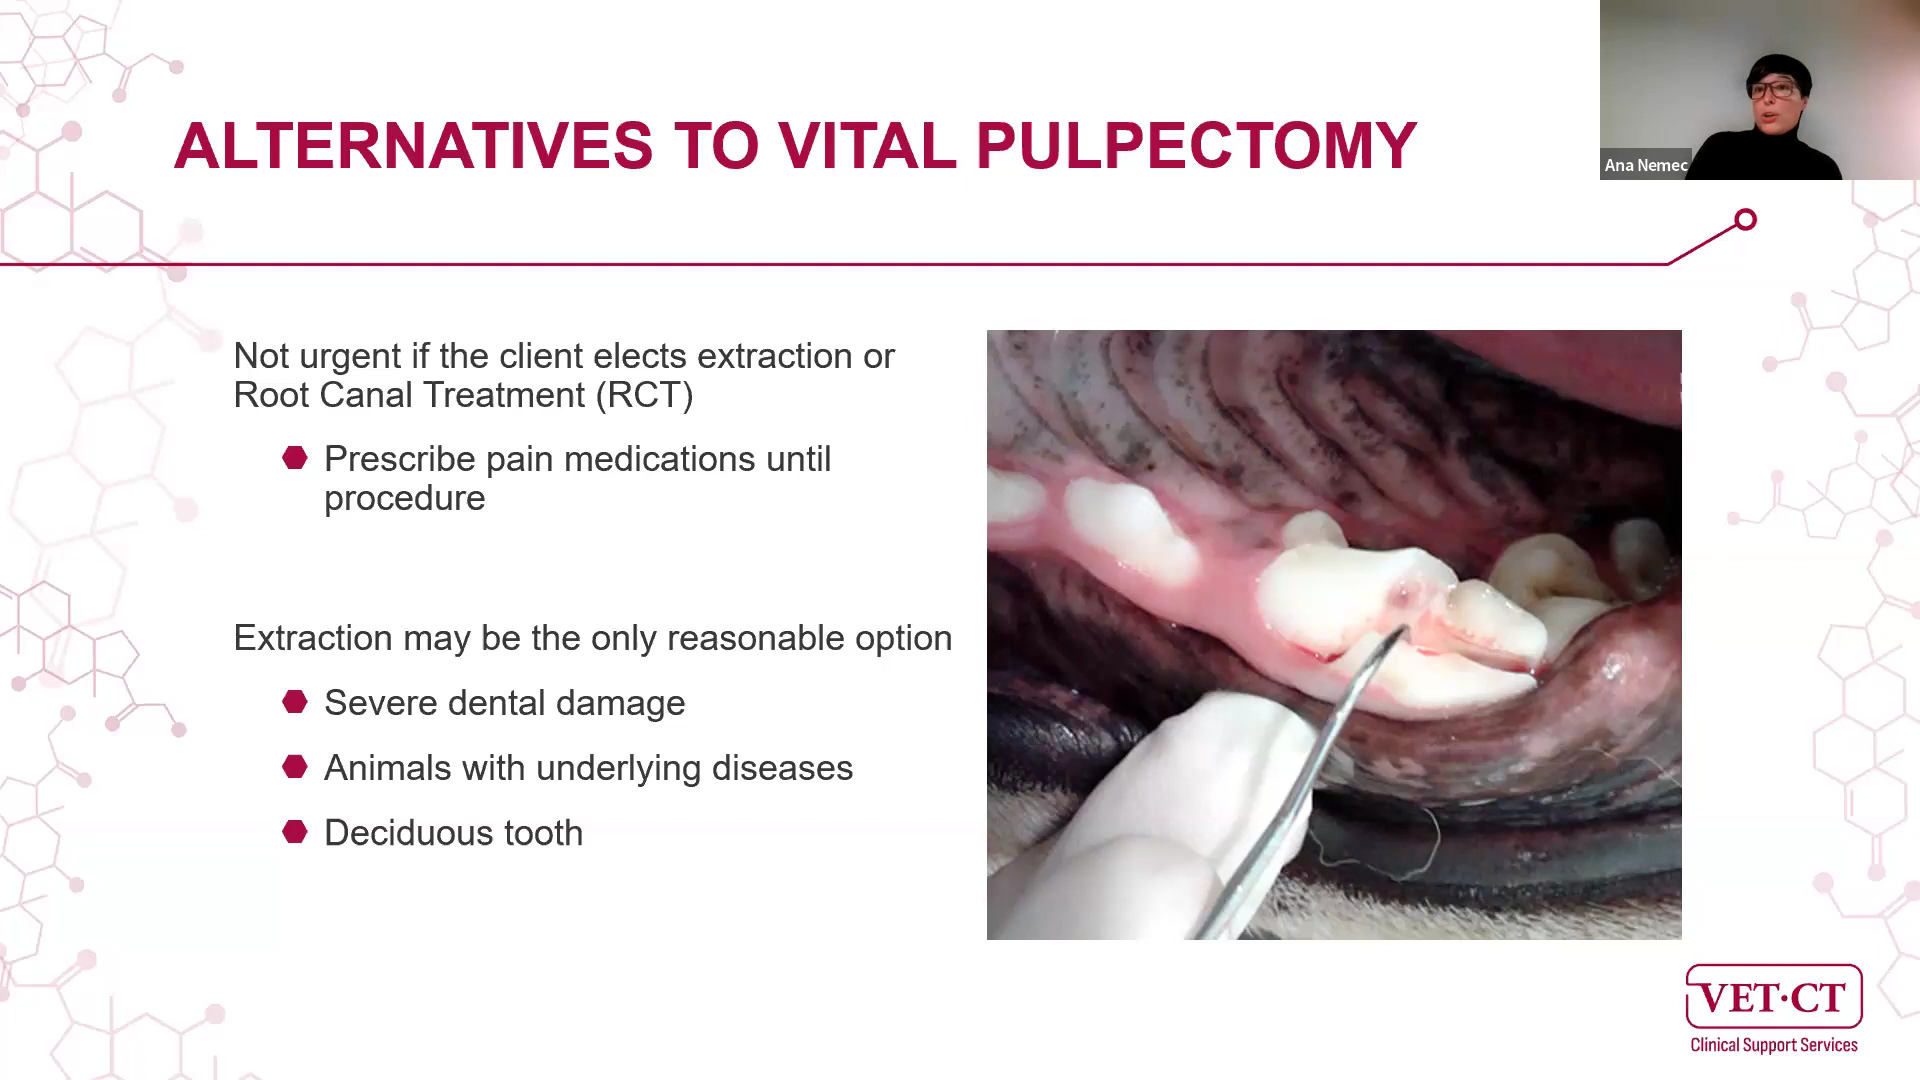 ALTERNATIVES TO VITAL PULPECTOMY
Ana Nemec
Not urgent if the client elects extraction or
Root Canal Treatment (RCT)
Prescribe pain medications until
procedure
Extraction may be the only reasonable option
Severe dental damage
Animals with underlying diseases
Deciduous tooth
VET·CT
Clinical Support Services